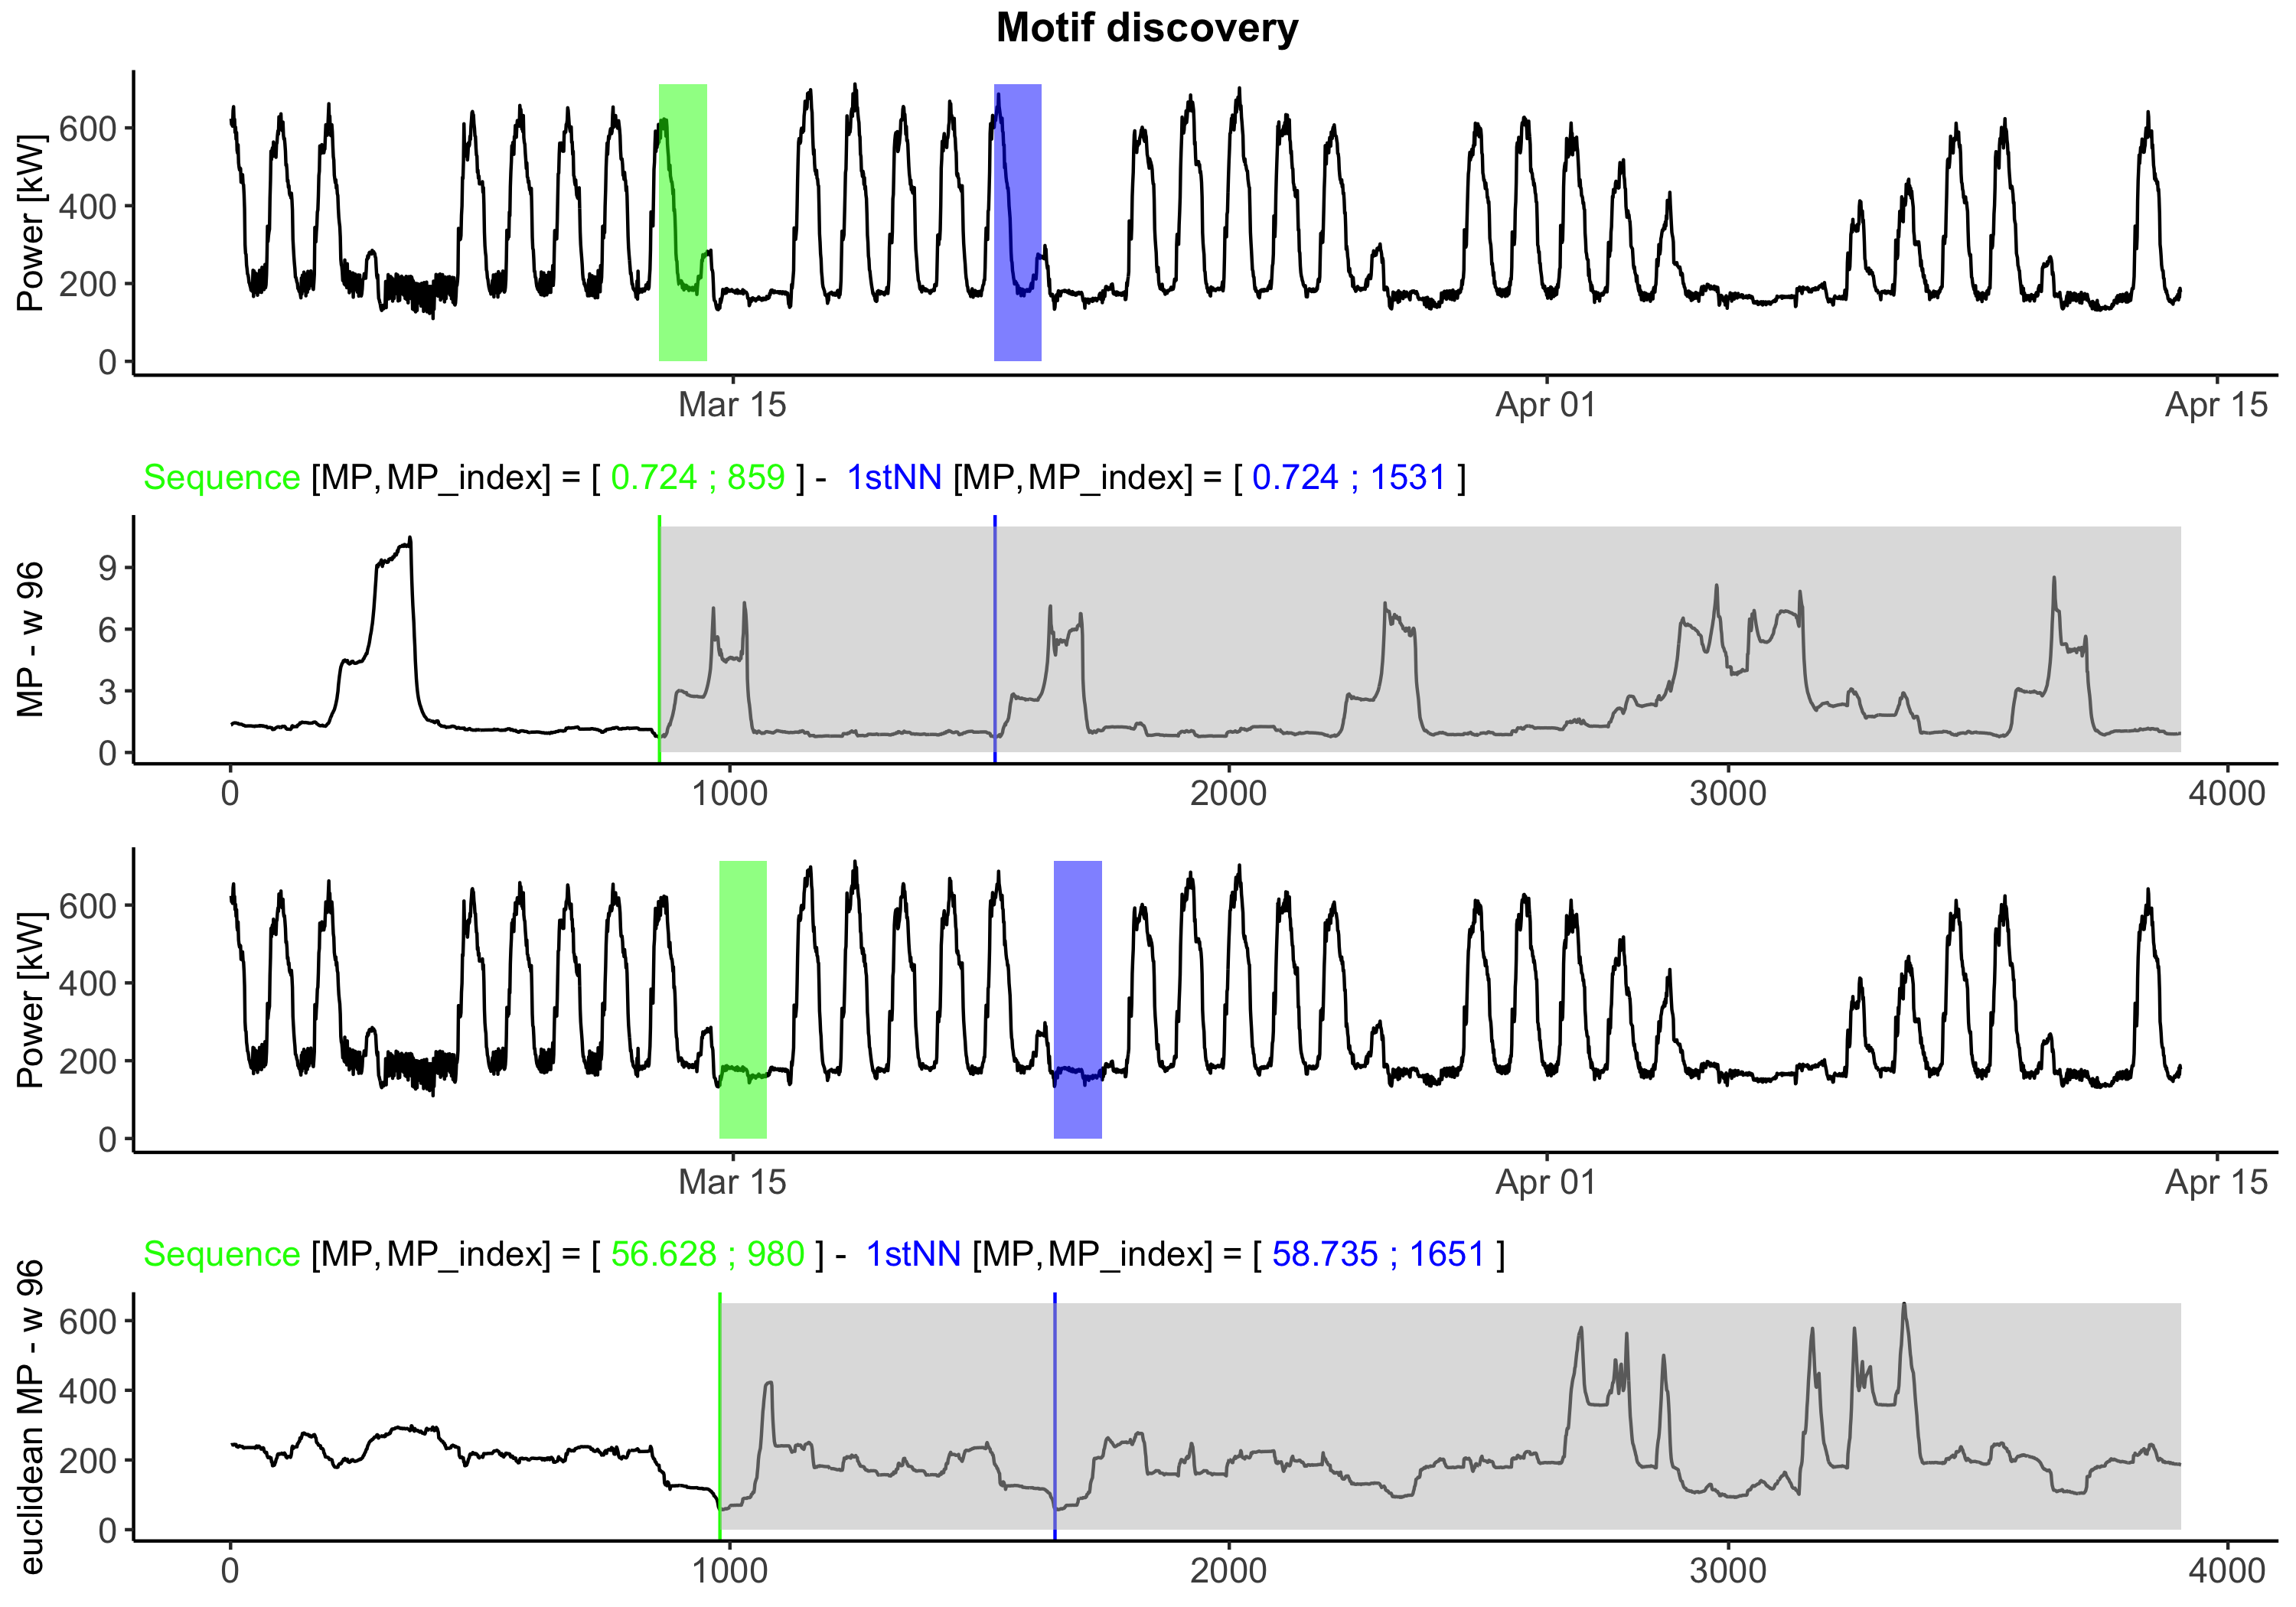 Motif discovery
Power [kW]
600
400
200
0
Mar 15
Apr 01
Apr 15
Sequence [MP, MP_index] = [ 0.724 ; 859 ] - 1stNN [MP, MP_index] = [ 0.724 ; 1531 ]
MP - w 96
9
6
3
0
0
1000
2000
3000
4000
Power [kW]
600
400
200
0
Mar 15
Apr 01
Apr 15
Sequence [MP, MP_index] = [ 56.628 ; 980 ] - 1stNN [MP, MP_index] = [ 58.735 ; 1651 ]
euclidean MP - w 96
600
400
200
0
0
1000
2000
3000
4000